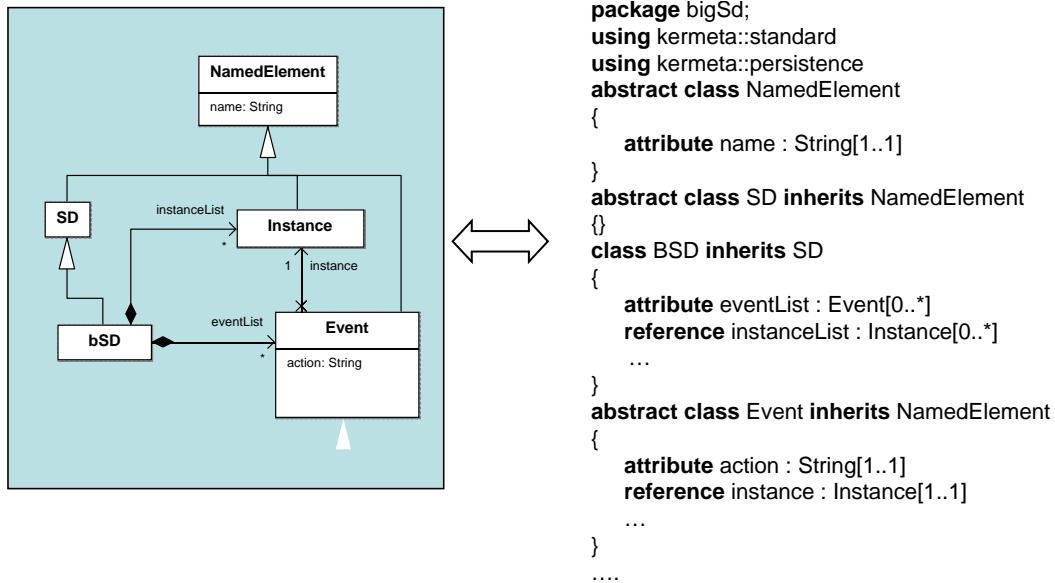 NamedElement
name: String
SD
instanceList
*
Instance
1 instance
bSD
eventList
*
Event
action: String
package bigSd;
using kermeta::standard
using kermeta::persistence
abstract class NamedElement
{
attribute name : String[1..1]
}
abstract class SD inherits NamedElement
{}
class BSD inherits SD
{
attribute eventList : Event[0..*]
reference instanceList : Instance[0..*]
…
}
abstract class Event inherits NamedElement
{
attribute action : String[1..1]
reference instance : Instance[1..1]
…
}
….